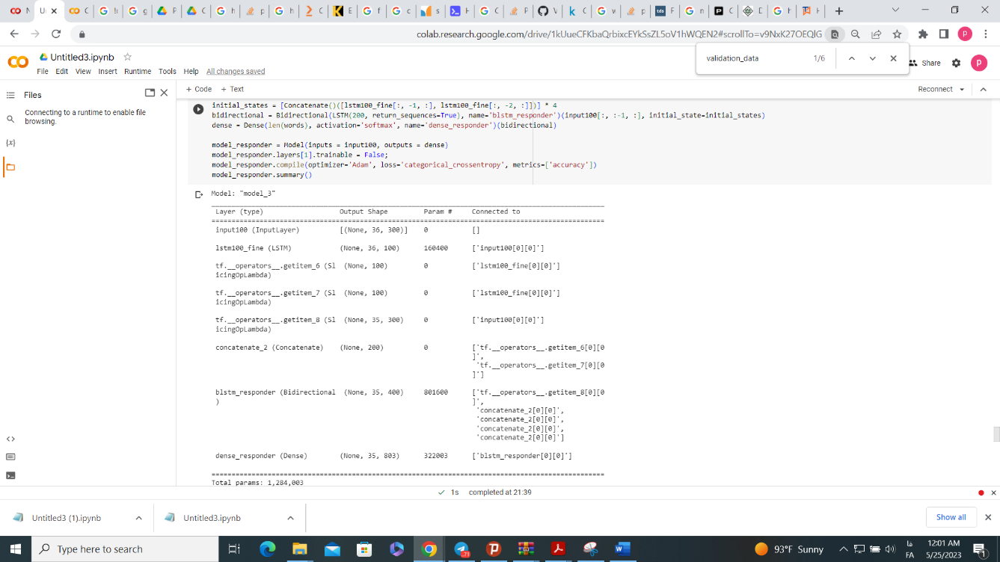 Untitled3.ipynb
File Edit View Insert Runtime Tools Help All changes saved
colab.research.google.com/drive/1kUueCFKbaQrbixcEYkSsZL5oV1hWQEN2#scrollTo=v9NxK27OEQlG
validation_data 1/6
Share
+ Code + Text
Reconnect
Files
Connecting to a runtime to enable file
browsing.
{x}
initial_states = [Concatenate()([lstm100_fine[:, -1, :], lstm100_fine[:, -2, :]])] * 4
bidirectional = Bidirectional(LSTM(200, return_sequences=True), name='blstm_responder')(input100[:, :-1, :], initial_state=initial_states)
dense = Dense(len(words), activation='softmax', name='dense_responder')(bidirectional)
model_responder = Model(inputs = input100, outputs = dense)
model_responder.layers[1].trainable = False;
model_responder.compile(optimizer='Adam', loss='categorical_crossentropy', metrics=['accuracy'])
model_responder.summary()
Model: "model_3"
Layer (type) Output Shape Param # Connected to
input100 (InputLayer) [(None, 36, 300)] 0 []
lstm100_fine (LSTM) (None, 36, 100) 160400 ['input100[0][0]']
tf.__operators__.getitem_6 (Sl (None, 100) 0 ['lstm100_fine[0][0]']
icingOpLambda)
tf.__operators__.getitem_7 (Sl (None, 100) 0 ['lstm100_fine[0][0]']
icingOpLambda)
tf.__operators__.getitem_8 (Sl (None, 35, 300) 0 ['input100[0][0]']
icingOpLambda)
concatenate_2 (Concatenate) (None, 200) 0 ['tf.__operators__.getitem_6[0][0
]',
'tf.__operators__.getitem_7[0][0
]']
blstm_responder (Bidirectional (None, 35, 400) 801600 ['tf.__operators__.getitem_8[0][0
) ]',
'concatenate_2[0][0]',
'concatenate_2[0][0]',
'concatenate_2[0][0]',
'concatenate_2[0][0]']
dense_responder (Dense) (None, 35, 803) 322003 ['blstm_responder[0][0]']
Total params: 1,284,003
1s completed at 21:39
Untitled3 (1).ipynb
Untitled3.ipynb
Show all
Type here to search
93°F Sunny
فا
FA
12:01 AM
5/25/2023